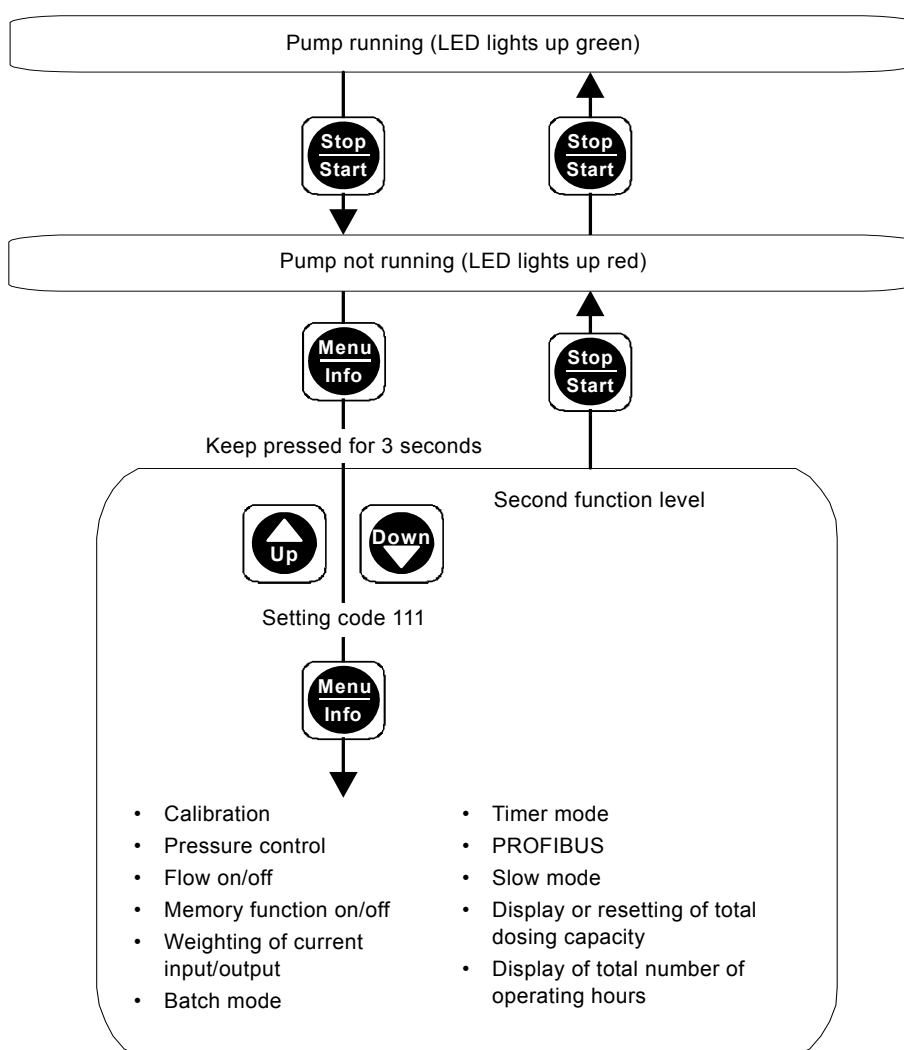 Pump running (LED lights up green)
Stop
Start
Stop
Start
Pump not running (LED lights up red)
Menu
Info
Stop
Start
Keep pressed for 3 seconds
Second function level
Up
Down
Setting code 111
Menu
Info
• Calibration
• Pressure control
• Flow on/off
• Memory function on/off
• Weighting of current
input/output
• Batch mode
• Timer mode
• PROFIBUS
• Slow mode
• Display or resetting of total
dosing capacity
• Display of total number of
operating hours